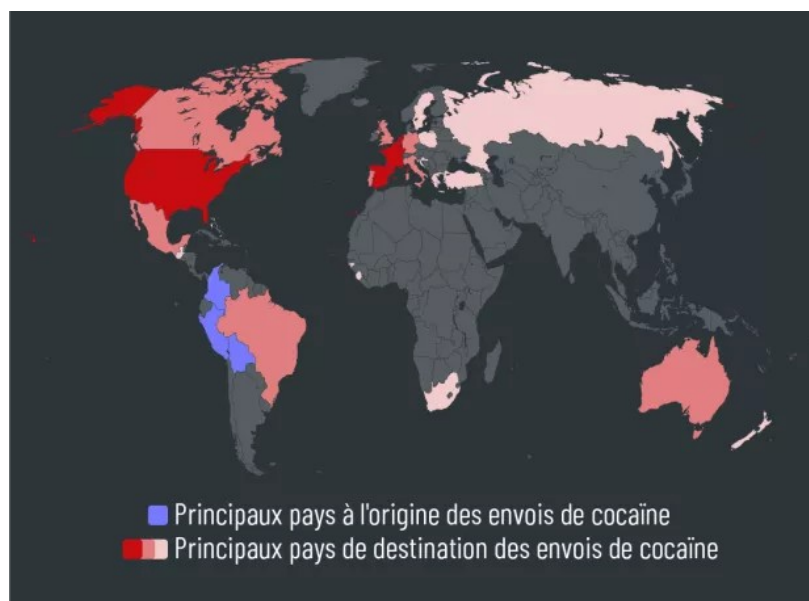 Principaux pays à l'origine des envois de cocaïne
Principaux pays de destination des envois de cocaïne